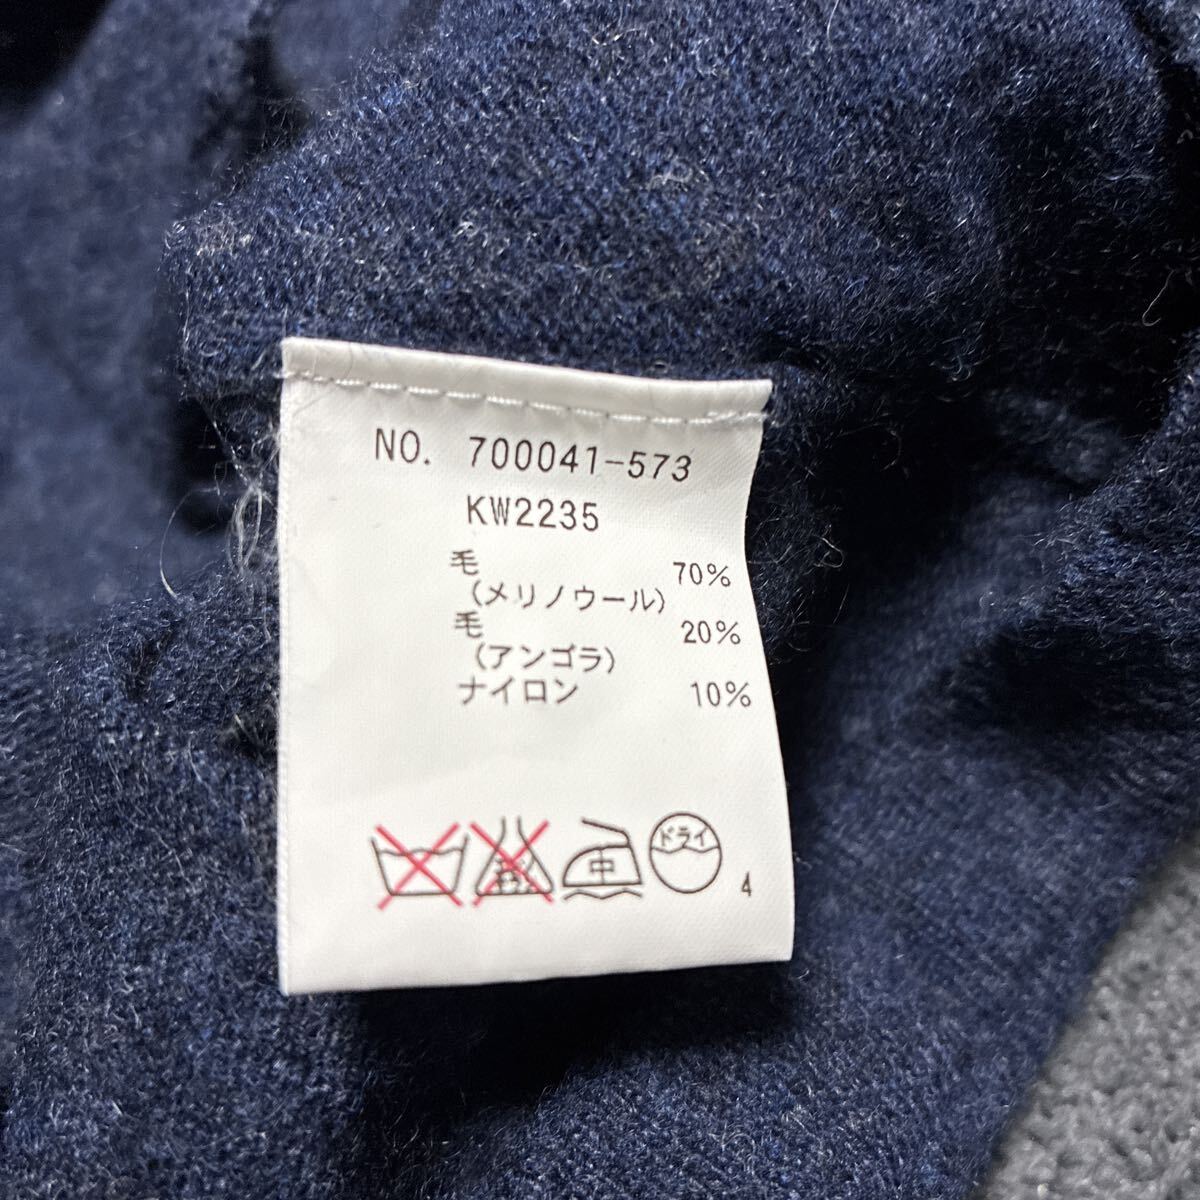 NO. 700041-573
KW2235
毛 70%
(メリノウール)
毛 20%
(アンゴラ)
ナイロン 10%
中 ドライ 4